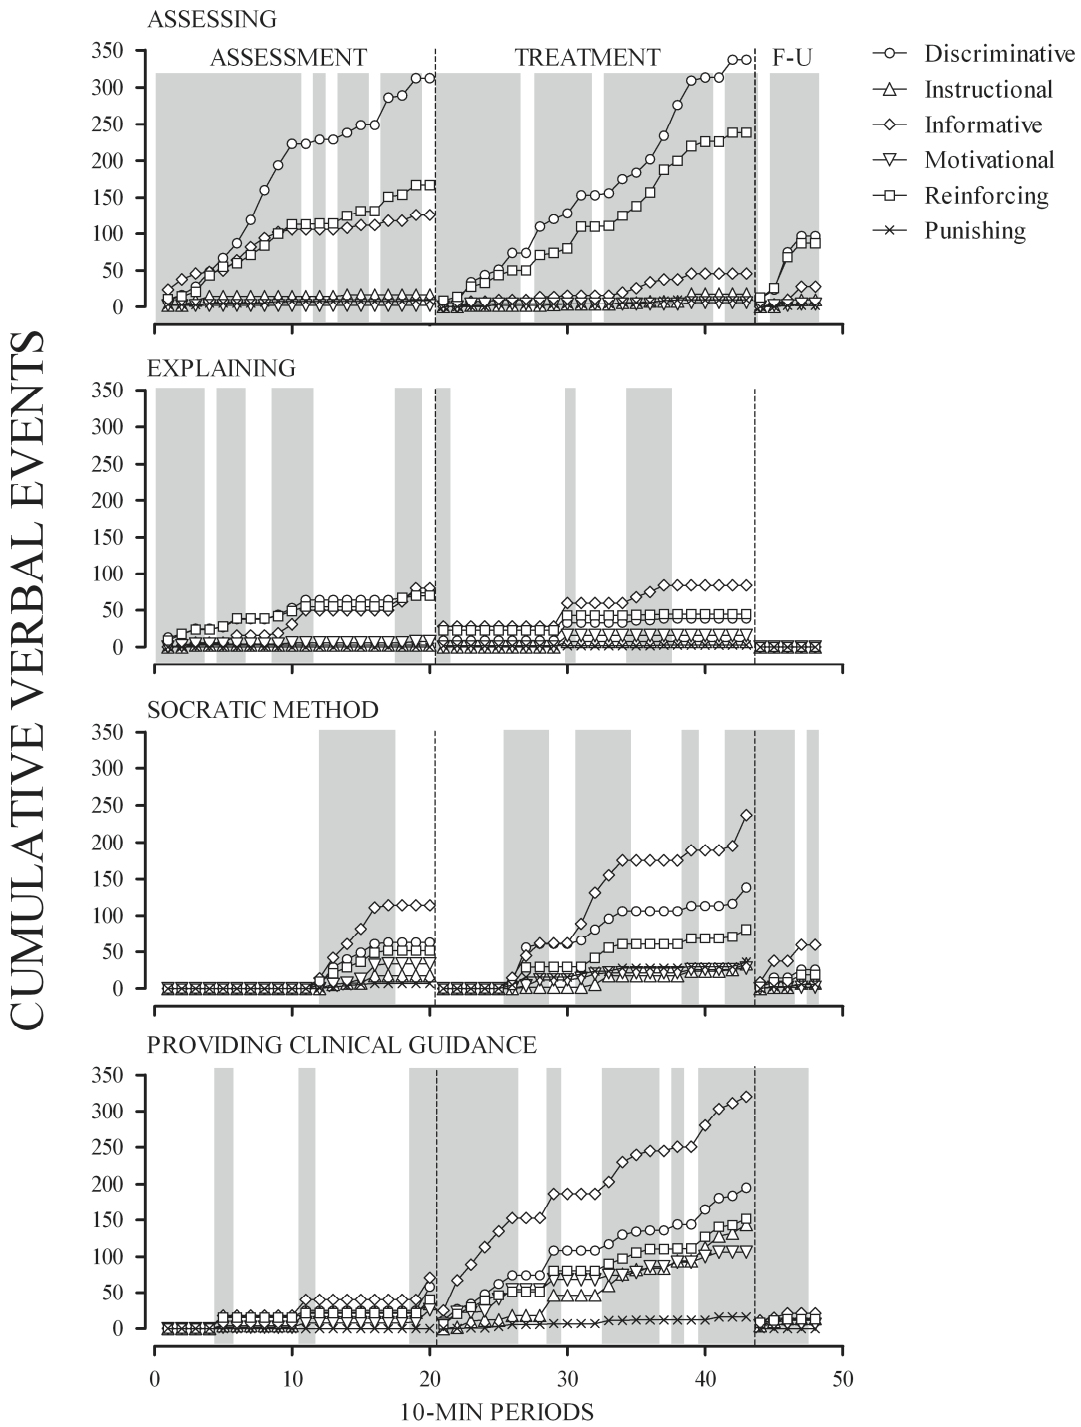 ASSESSING
350
300
250
200
150
100
50
0
ASSESSMENT
TREATMENT
F-U
Discriminative
Instructional
Informative
Motivational
Reinforcing
Punishing
CUMULATIVE VERBAL EVENTS
EXPLAINING
350
300
250
200
150
100
50
0
SOCRATIC METHOD
350
300
250
200
150
100
50
0
PROVIDING CLINICAL GUIDANCE
350
300
250
200
150
100
50
0
0 10 20 30 40 50
10-MIN PERIODS